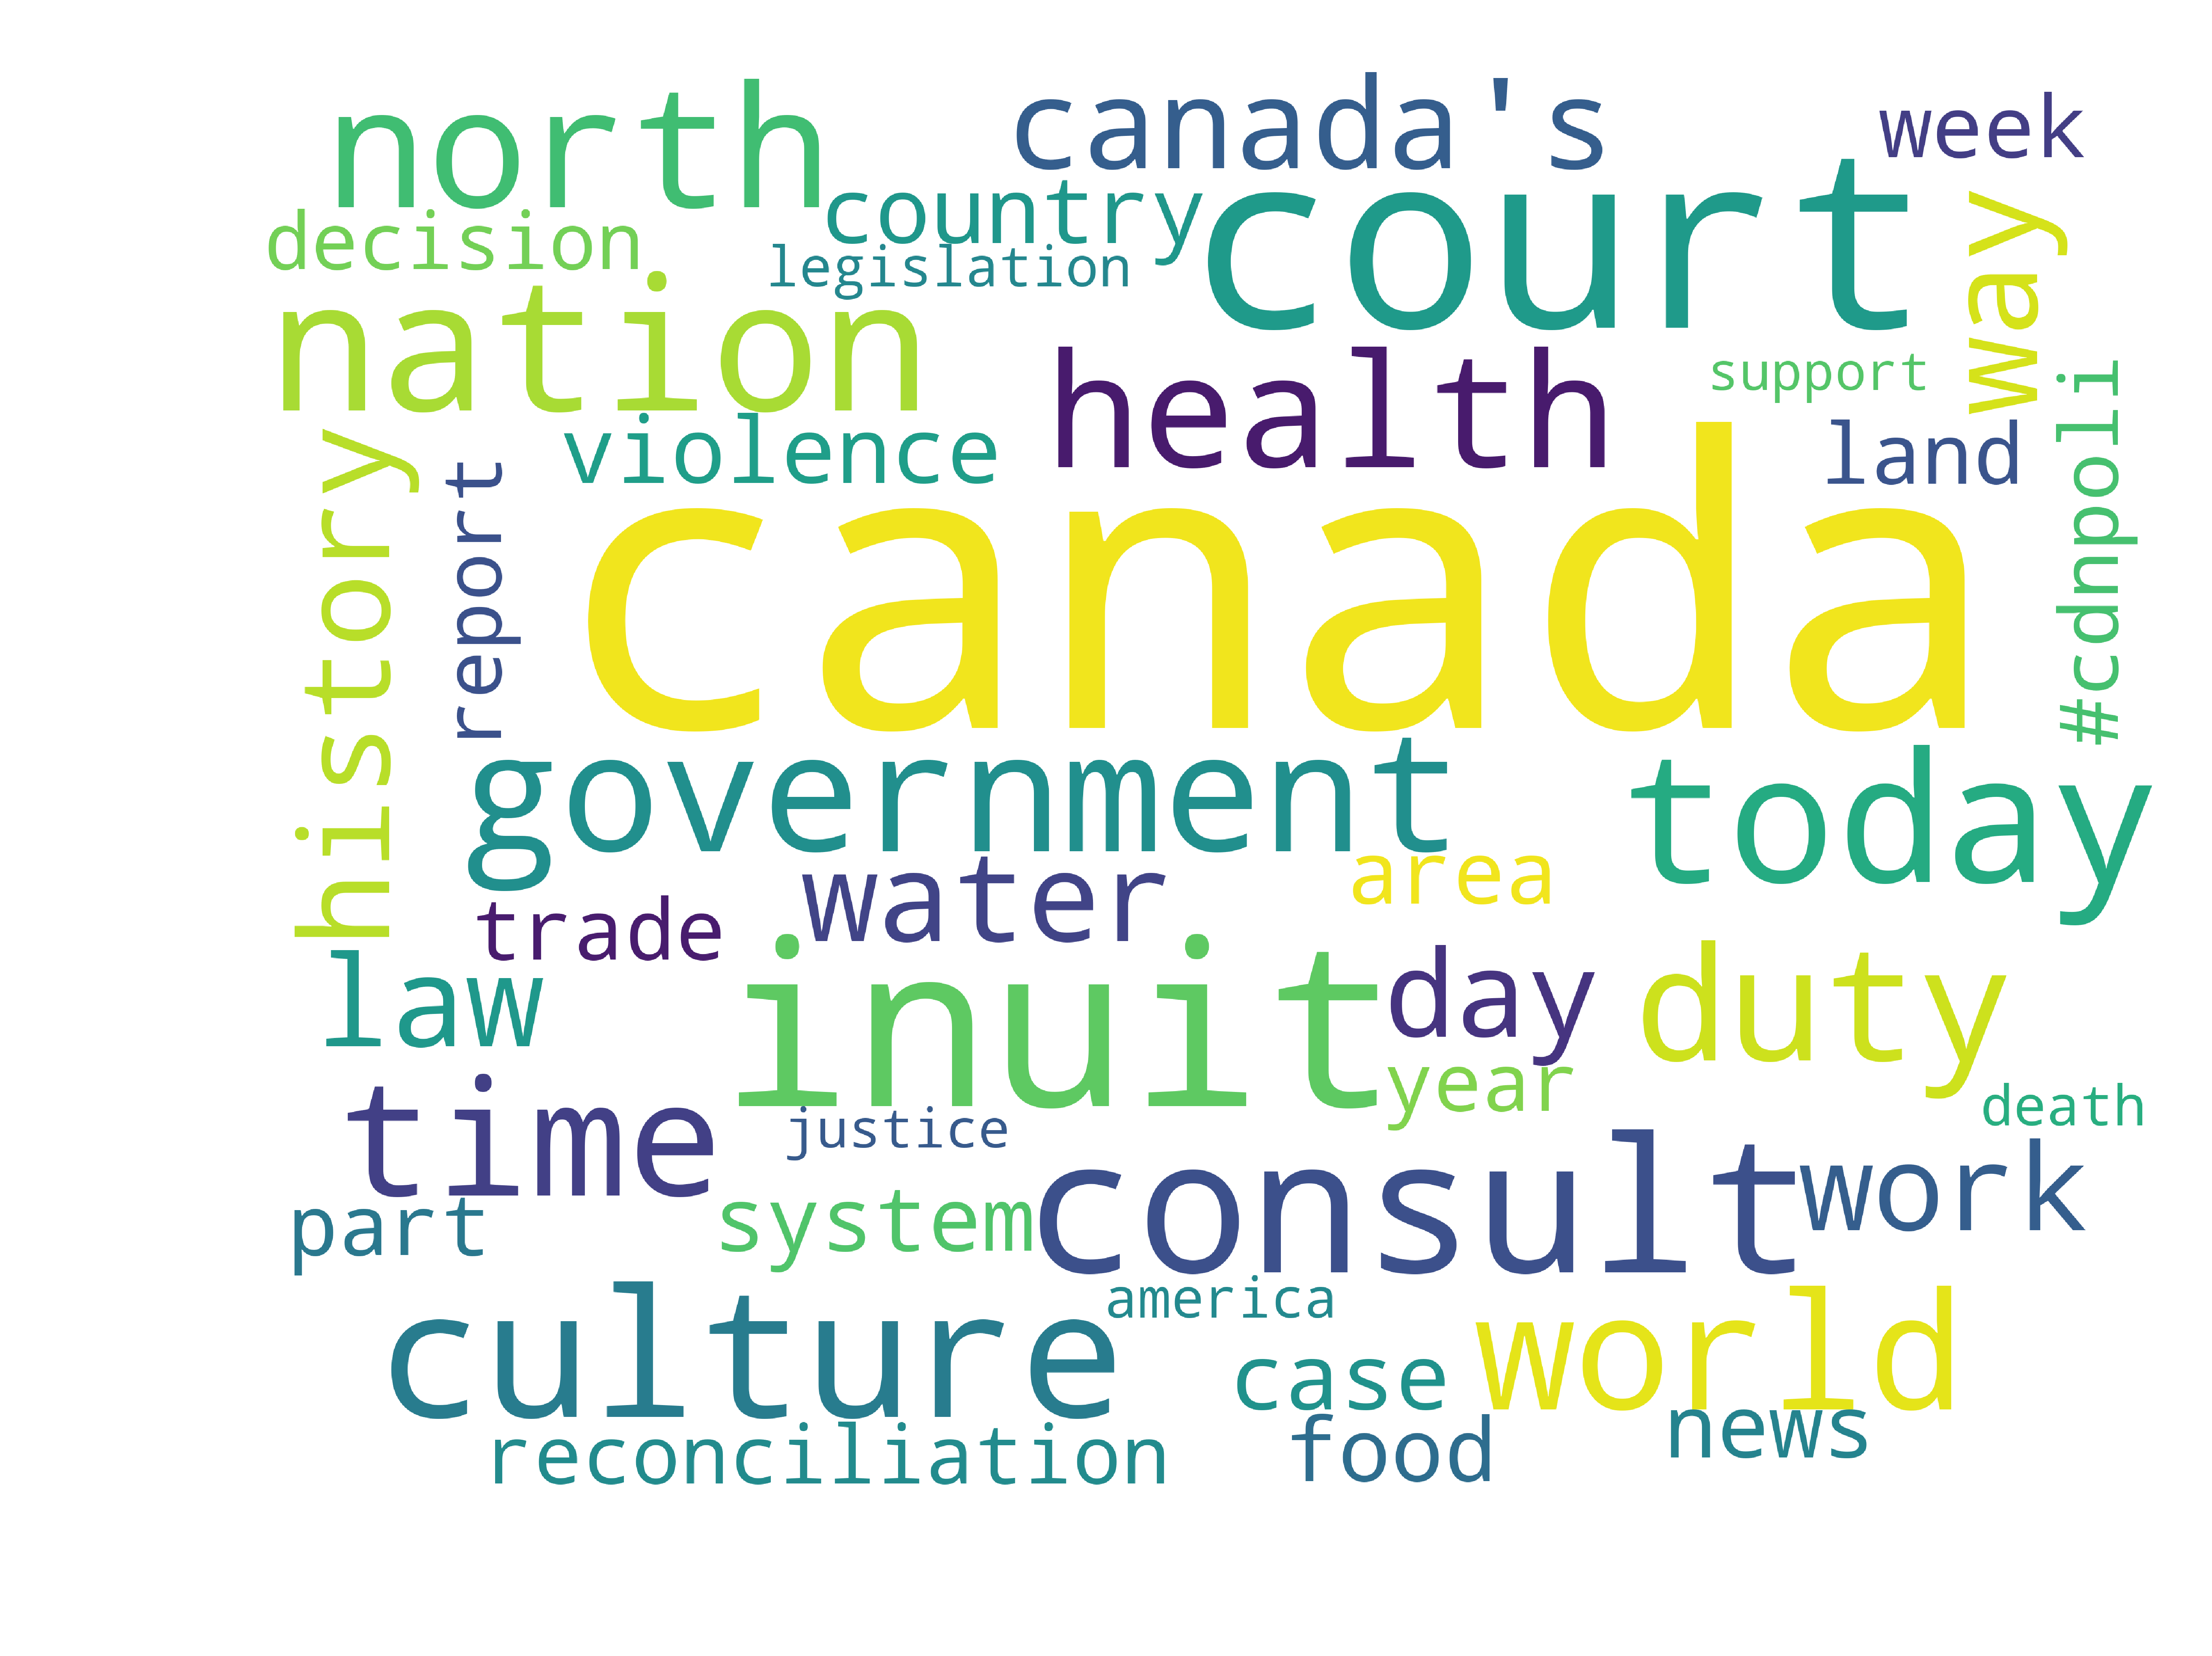 north
canada's
week
decision
country
legislation
court
way
nation
health
support
violence
land
#cdnpoli
history
report
canada
government
today
water
area
trade
law
inuit
day
duty
year
death
time
justice
consult
work
part
system
america
culture
case
world
reconciliation
food
news